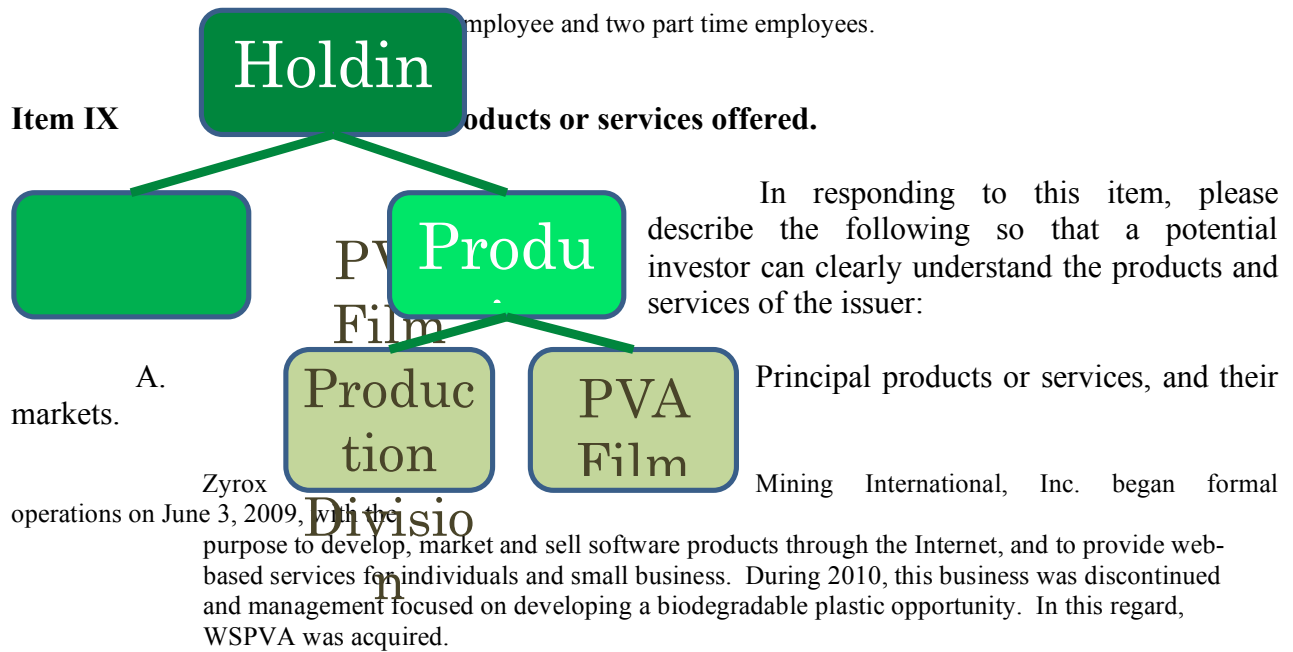 mployee and two part time employees.
Holdin
Item IX oducts or services offered.
In responding to this item, please
describe the following so that a potential
investor can clearly understand the products and
services of the issuer:
Produ
Film
A. Principal products or services, and their
markets.
Produc
tion
Divisio
n
PVA
Film
Zyrox Mining International, Inc. began formal
operations on June 3, 2009, with the
purpose to develop, market and sell software products through the Internet, and to provide web-
based services for individuals and small business. During 2010, this business was discontinued
and management focused on developing a biodegradable plastic opportunity. In this regard,
WSPVA was acquired.